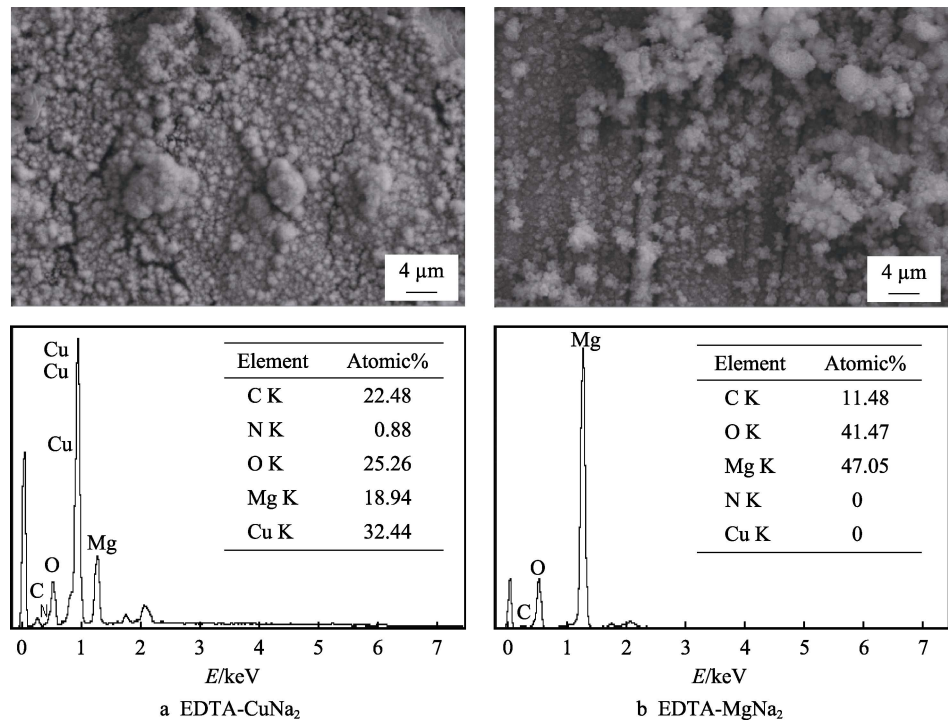 4 μm
4 μm
Cu
Cu
Cu
C
N
O
Mg
Element Atomic%
C K 22.48
N K 0.88
O K 25.26
Mg K 18.94
Cu K 32.44
0 1 2 3 4 5 6 7
E/keV
a EDTA-CuNa₂
Mg
O
C
Element Atomic%
C K 11.48
O K 41.47
Mg K 47.05
N K 0
Cu K 0
0 1 2 3 4 5 6 7
E/keV
b EDTA-MgNa₂